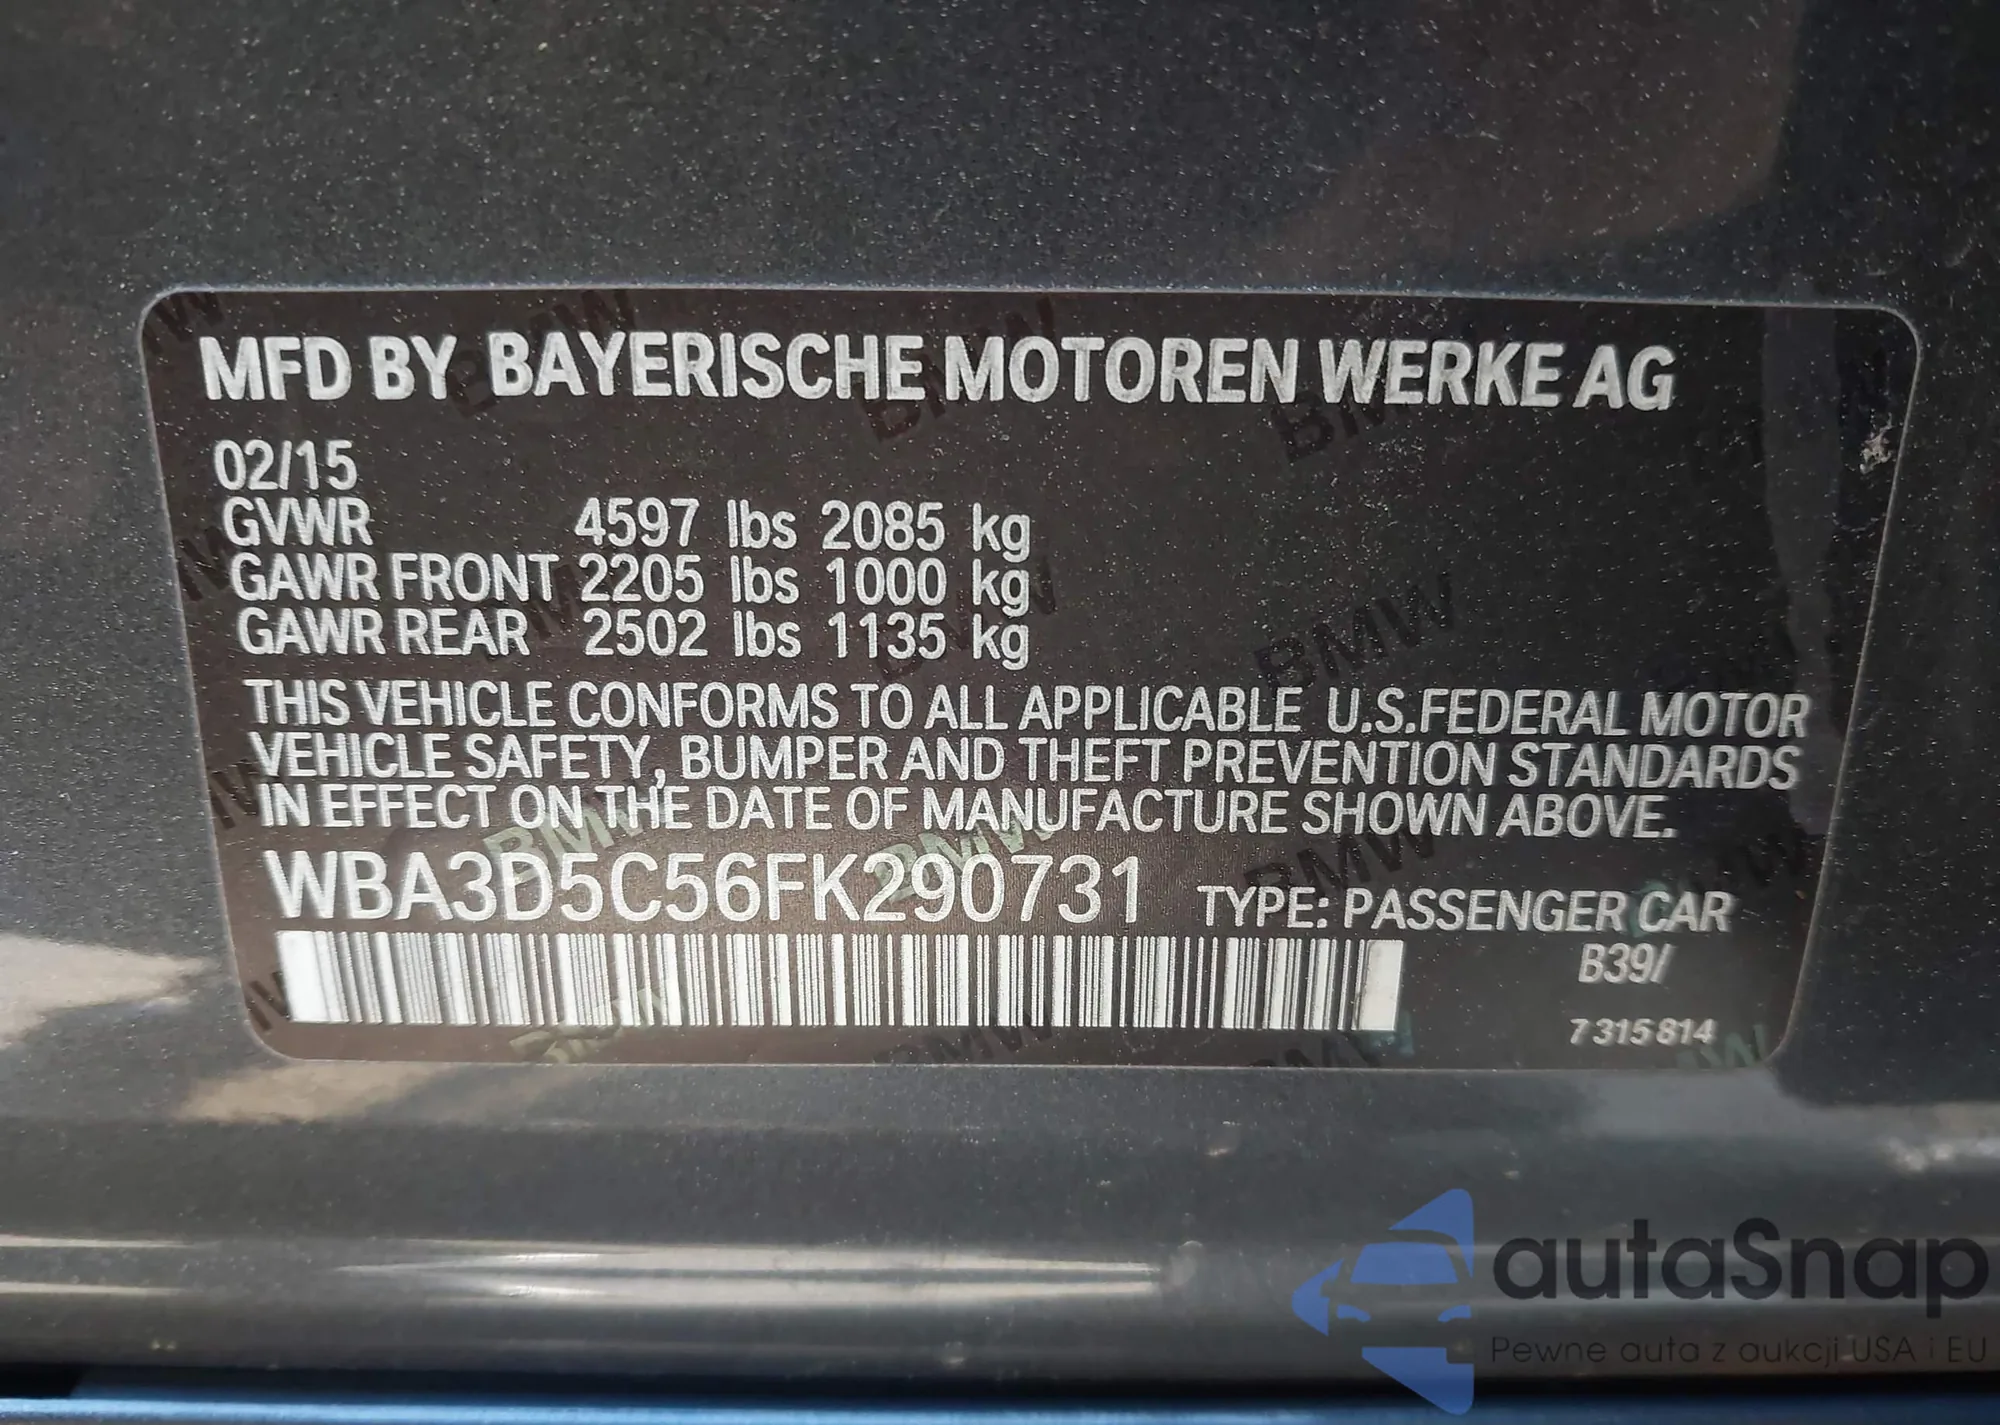 MFD BY BAYERISCHE MOTOREN WERKE AG
02/15
GVWR 4597 lbs 2085 kg
GAWR FRONT 2205 lbs 1000 kg
GAWR REAR 2502 lbs 1135 kg
THIS VEHICLE CONFORMS TO ALL APPLICABLE U.S.FEDERAL MOTOR
VEHICLE SAFETY, BUMPER AND THEFT PREVENTION STANDARDS
IN EFFECT ON THE DATE OF MANUFACTURE SHOWN ABOVE.
WBA3D5C56FK290731 TYPE: PASSENGER CAR
B39/
7 315 814
autaSnap
Pewne auta z aukcji USA i EU